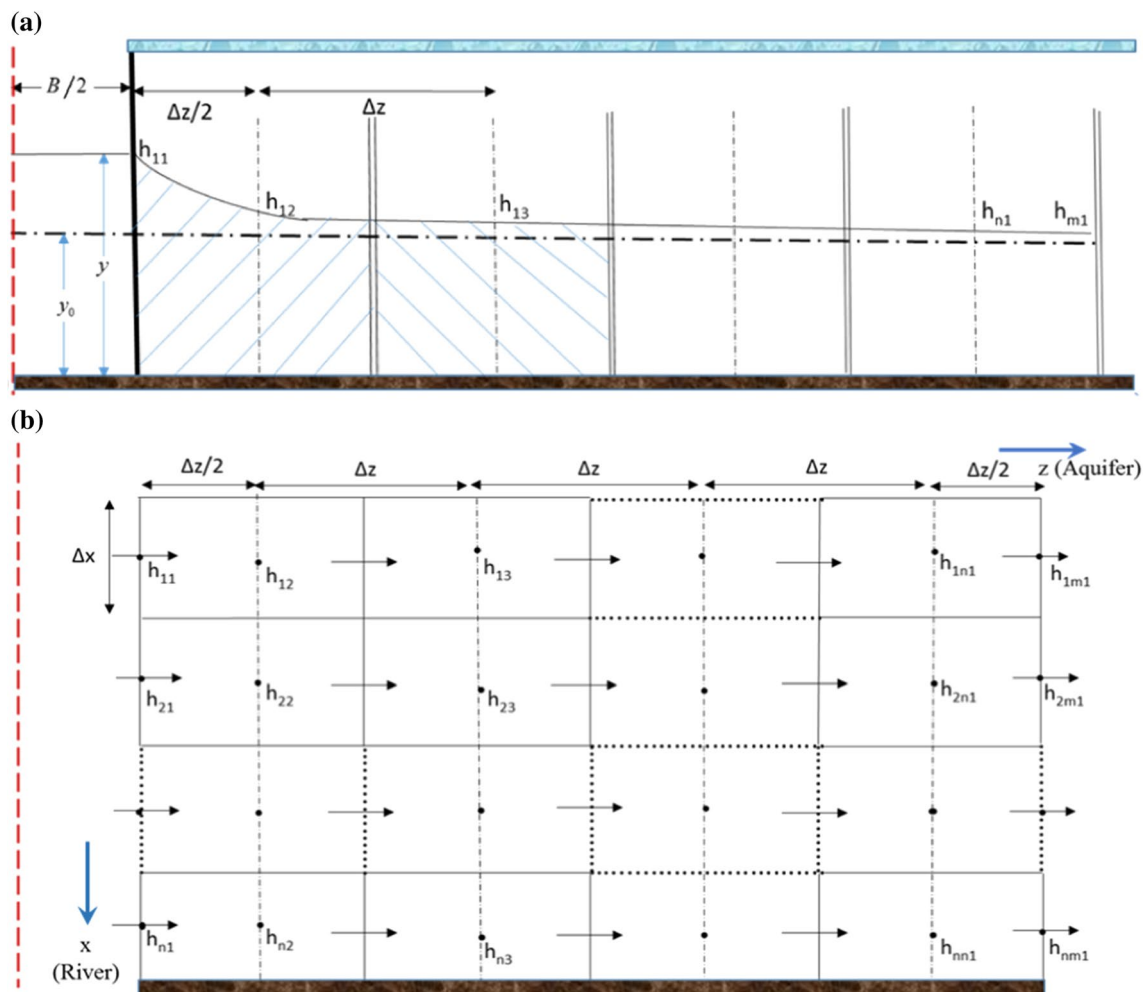 (a)
B/2
Δz/2
Δz
h11
h12
h13
hn1
hm1
y
y0
(b)
Δz/2
Δz
Δz
Δz
Δz/2
z (Aquifer)
Δx
h11
h12
h13
h1n1
h1m1
h21
h22
h23
h2n1
h2m1
x
(River)
hn1
hn2
hn3
hnn1
hnm1